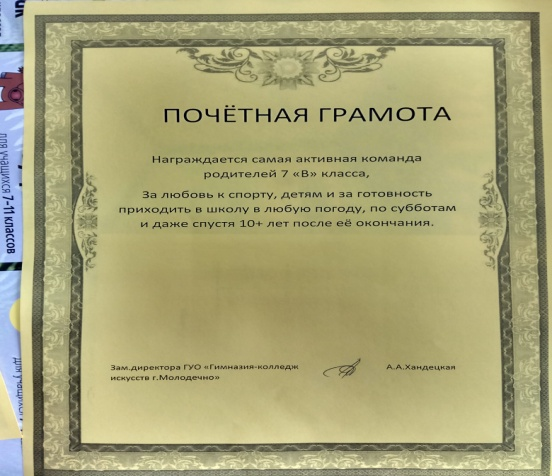 ПОЧЁТНАЯ ГРАМОТА
Награждается самая активная команда
родителей 7 «В» класса,
За любовь к спорту, детям и за готовность
приходить в школу в любую погоду, по субботам
и даже спустя 10+ лет после её окончания.
Зам.директора ГУО «Гимназия-колледж
искусств г.Молодечно»
А.А.Хандецкая
для учащихся 7-11 классов